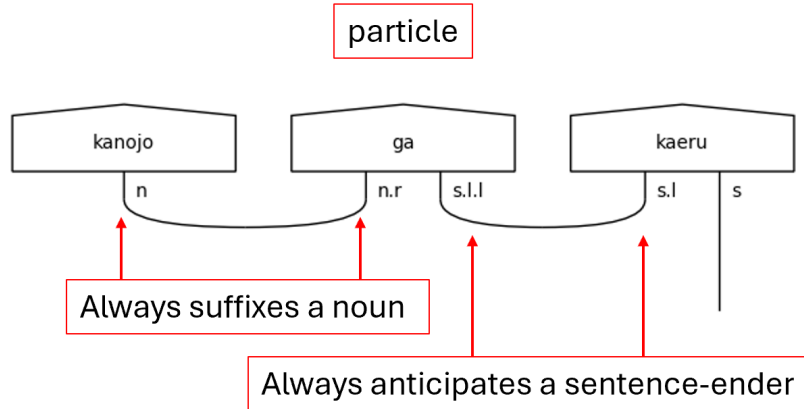 particle
kanojo
ga
kaeru
n
n.r
s.l.l
s.l
s
Always suffixes a noun
Always anticipates a sentence-ender